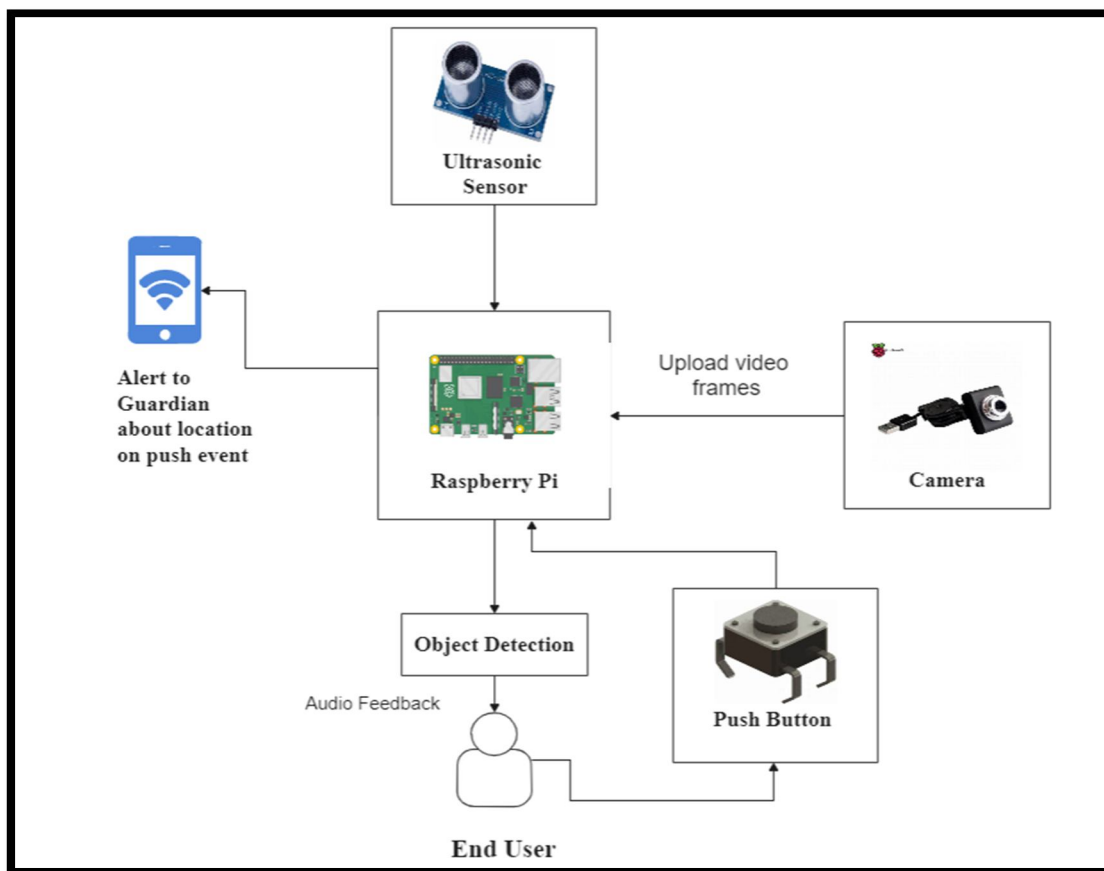 Ultrasonic
Sensor
Alert to
Guardian
about location
on push event
Raspberry Pi
Upload video
frames
Camera
Object Detection
Audio Feedback
Push Button
End User